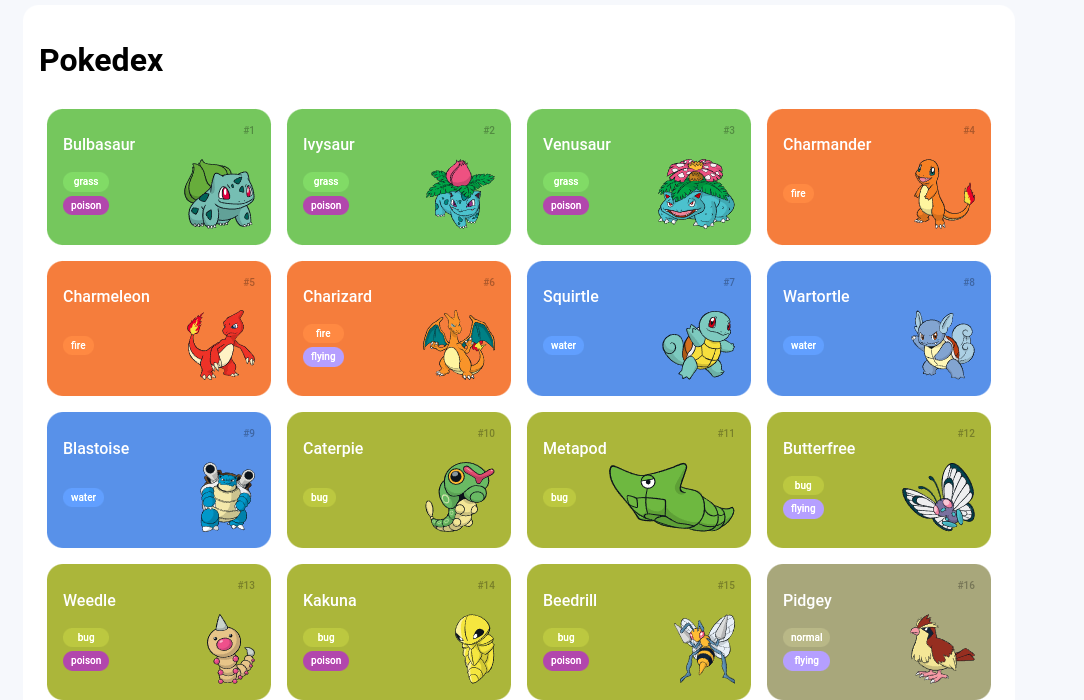 Pokedex
#1
Bulbasaur
grass
poison
#2
Ivysaur
grass
poison
#3
Venusaur
grass
poison
#4
Charmander
fire
#5
Charmeleon
fire
#6
Charizard
fire
flying
#7
Squirtle
water
#8
Wartortle
water
#9
Blastoise
water
#10
Caterpie
bug
#11
Metapod
bug
#12
Butterfree
bug
flying
#13
Weedle
bug
poison
#14
Kakuna
bug
poison
#15
Beedrill
bug
poison
#16
Pidgey
normal
flying